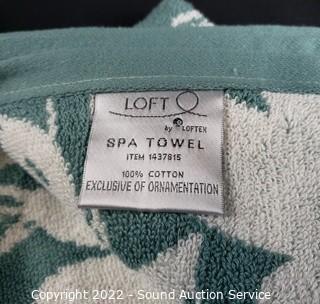 LOFT
by LOFTEX
SPA TOWEL
ITEM 1437815
100% COTTON
EXCLUSIVE OF ORNAMENTATION
Copyright 2022 - Sound Auction Service